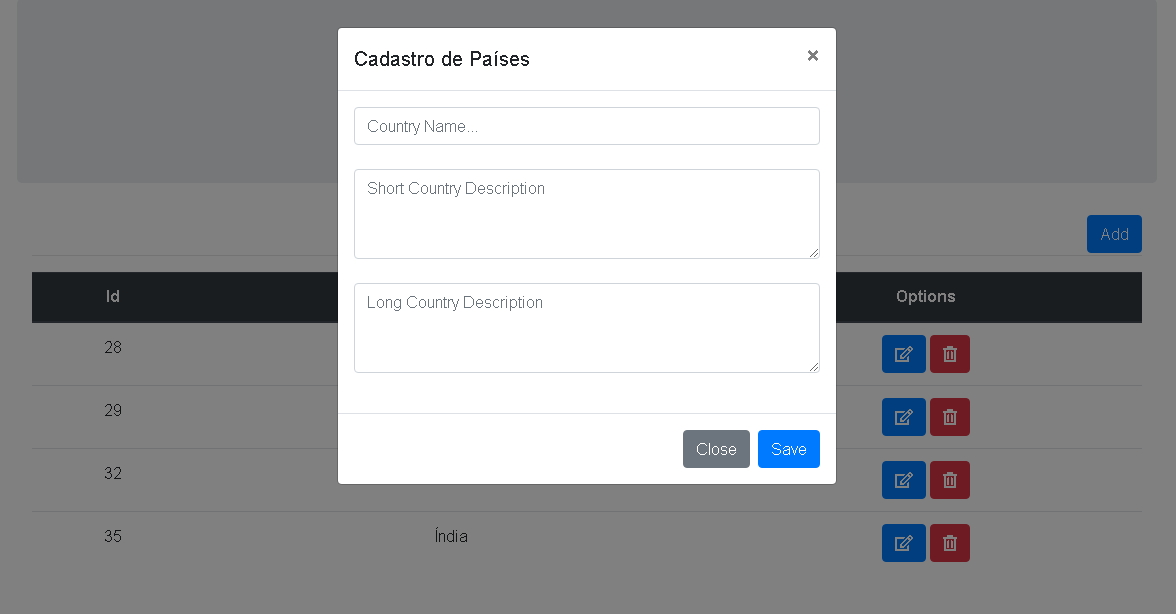 Cadastro de Países ×
Country Name...
Short Country Description
Long Country Description
Close Save
Add
Id Options
28
29
32
35 Índia